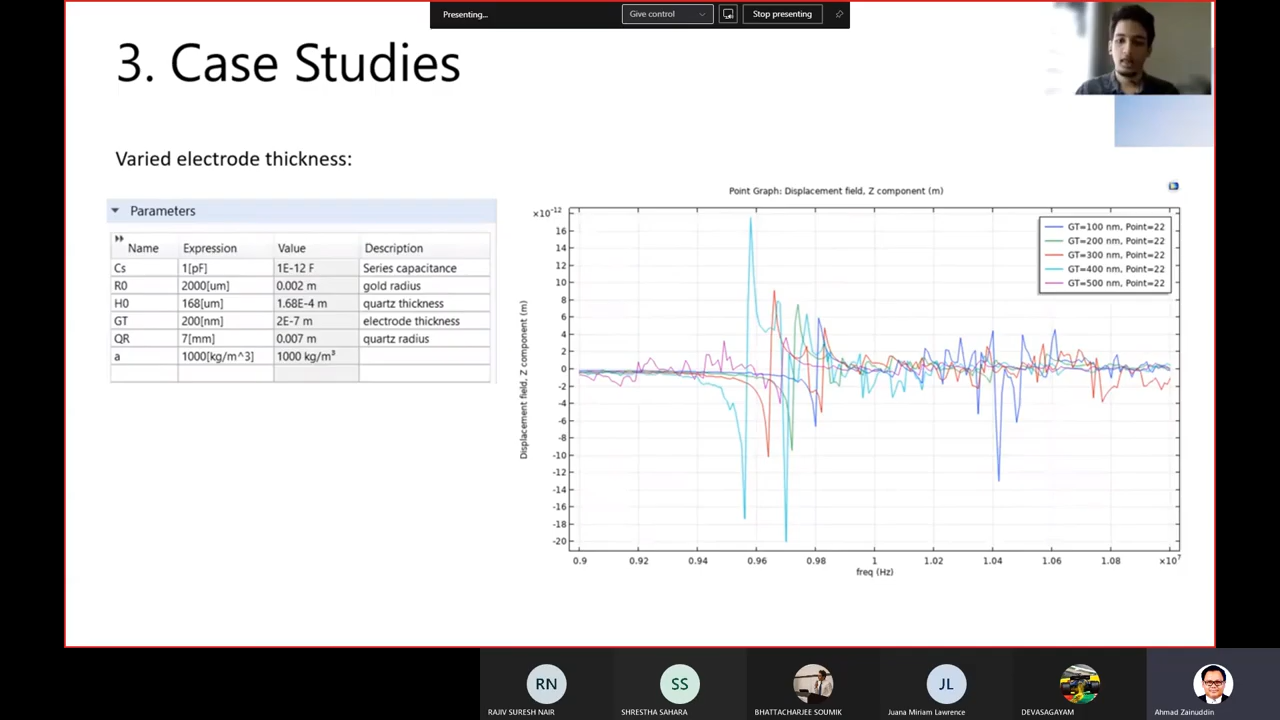 Presenting...
Give control
Stop presenting
3. Case Studies
Varied electrode thickness:
Parameters
Name Expression Value Description
Cs 1[pF] 1E-12 F Series capacitance
R0 2000[um] 0.002 m gold radius
H0 168[um] 1.68E-4 m quartz thickness
GT 200[nm] 2E-7 m electrode thickness
QR 7[mm] 0.007 m quartz radius
a 1000[kg/m^3] 1000 kg/m³
Point Graph: Displacement field, Z component (m)
×10⁻¹²
16
14
12
10
8
6
4
2
0
-2
-4
-6
-8
-10
-12
-14
-16
-18
-20
Displacement field, Z component (m)
GT=100 nm, Point=22
GT=200 nm, Point=22
GT=300 nm, Point=22
GT=400 nm, Point=22
GT=500 nm, Point=22
0.9 0.92 0.94 0.96 0.98 1 1.02 1.04 1.06 1.08 ×10⁷
freq (Hz)
RN
SS
JL
RAJIV SURESH NAIR
SHRESTHA SAHARA
BHATTACHARJEE SOUMIK
Juana Miriam Lawrence
DEVASAGAYAM
Ahmad Zainuddin